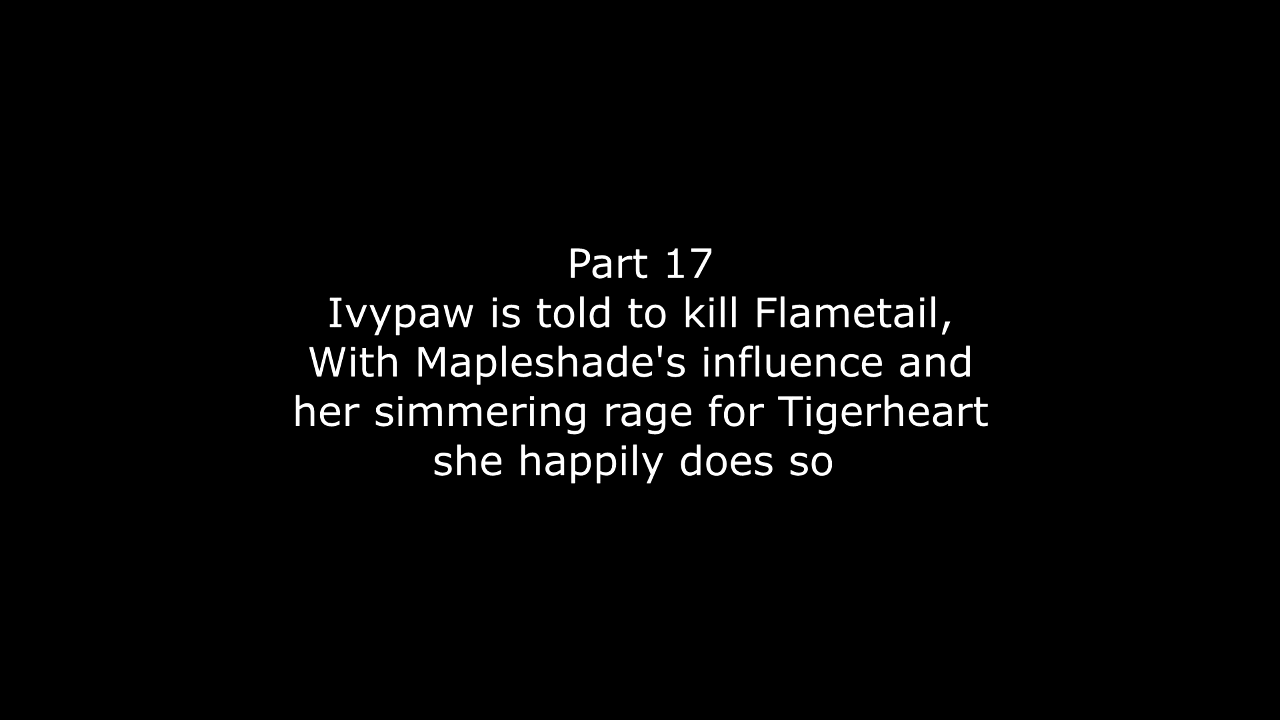 Part 17
Ivypaw is told to kill Flametail,
With Mapleshade's influence and
her simmering rage for Tigerheart
she happily does so